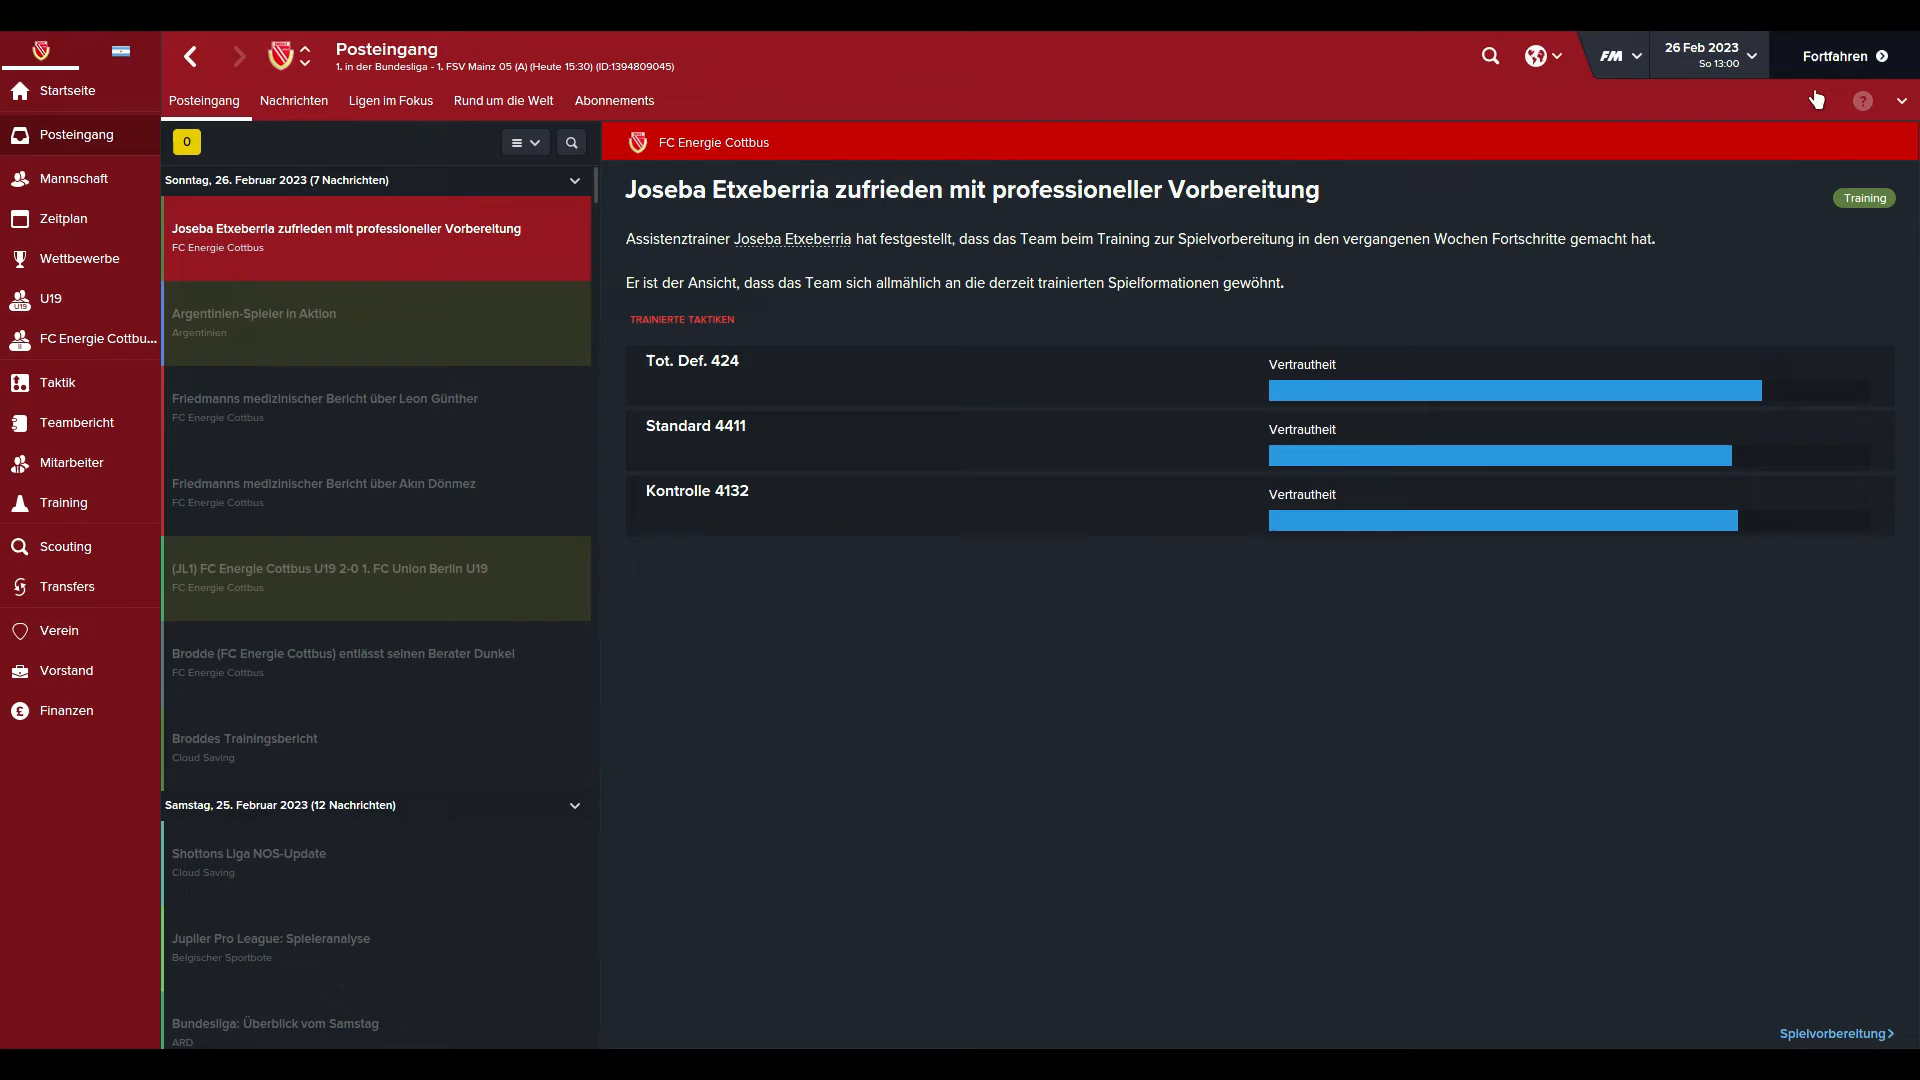 Posteingang
1. in der Bundesliga - 1. FSV Mainz 05 (A) (Heute 15:30) (ID:1394809045)
FM
26 Feb 2023
So 13:00
Fortfahren
Posteingang
Nachrichten
Ligen im Fokus
Rund um die Welt
Abonnements
?
Startseite
Posteingang
Mannschaft
Zeitplan
Wettbewerbe
U19
U19
FC Energie Cottbu...
II
Taktik
Teambericht
Mitarbeiter
Training
Scouting
Transfers
Verein
Vorstand
£
Finanzen
0
Sonntag, 26. Februar 2023 (7 Nachrichten)
Joseba Etxeberria zufrieden mit professioneller Vorbereitung
FC Energie Cottbus
Argentinien-Spieler in Aktion
Argentinien
Friedmanns medizinischer Bericht über Leon Günther
FC Energie Cottbus
Friedmanns medizinischer Bericht über Akın Dönmez
FC Energie Cottbus
(JL1) FC Energie Cottbus U19 2-0 1. FC Union Berlin U19
FC Energie Cottbus
Brodde (FC Energie Cottbus) entlässt seinen Berater Dunkel
FC Energie Cottbus
Broddes Trainingsbericht
Cloud Saving
Samstag, 25. Februar 2023 (12 Nachrichten)
Shottons Liga NOS-Update
Cloud Saving
Jupiler Pro League: Spieleranalyse
Belgischer Sportbote
Bundesliga: Überblick vom Samstag
ARD
FC Energie Cottbus
Joseba Etxeberria zufrieden mit professioneller Vorbereitung
Training
Assistenztrainer Joseba Etxeberria hat festgestellt, dass das Team beim Training zur Spielvorbereitung in den vergangenen Wochen Fortschritte gemacht hat.
Er ist der Ansicht, dass das Team sich allmählich an die derzeit trainierten Spielformationen gewöhnt.
TRAINIERTE TAKTIKEN
Tot. Def. 424
Vertrautheit
Standard 4411
Vertrautheit
Kontrolle 4132
Vertrautheit
Spielvorbereitung